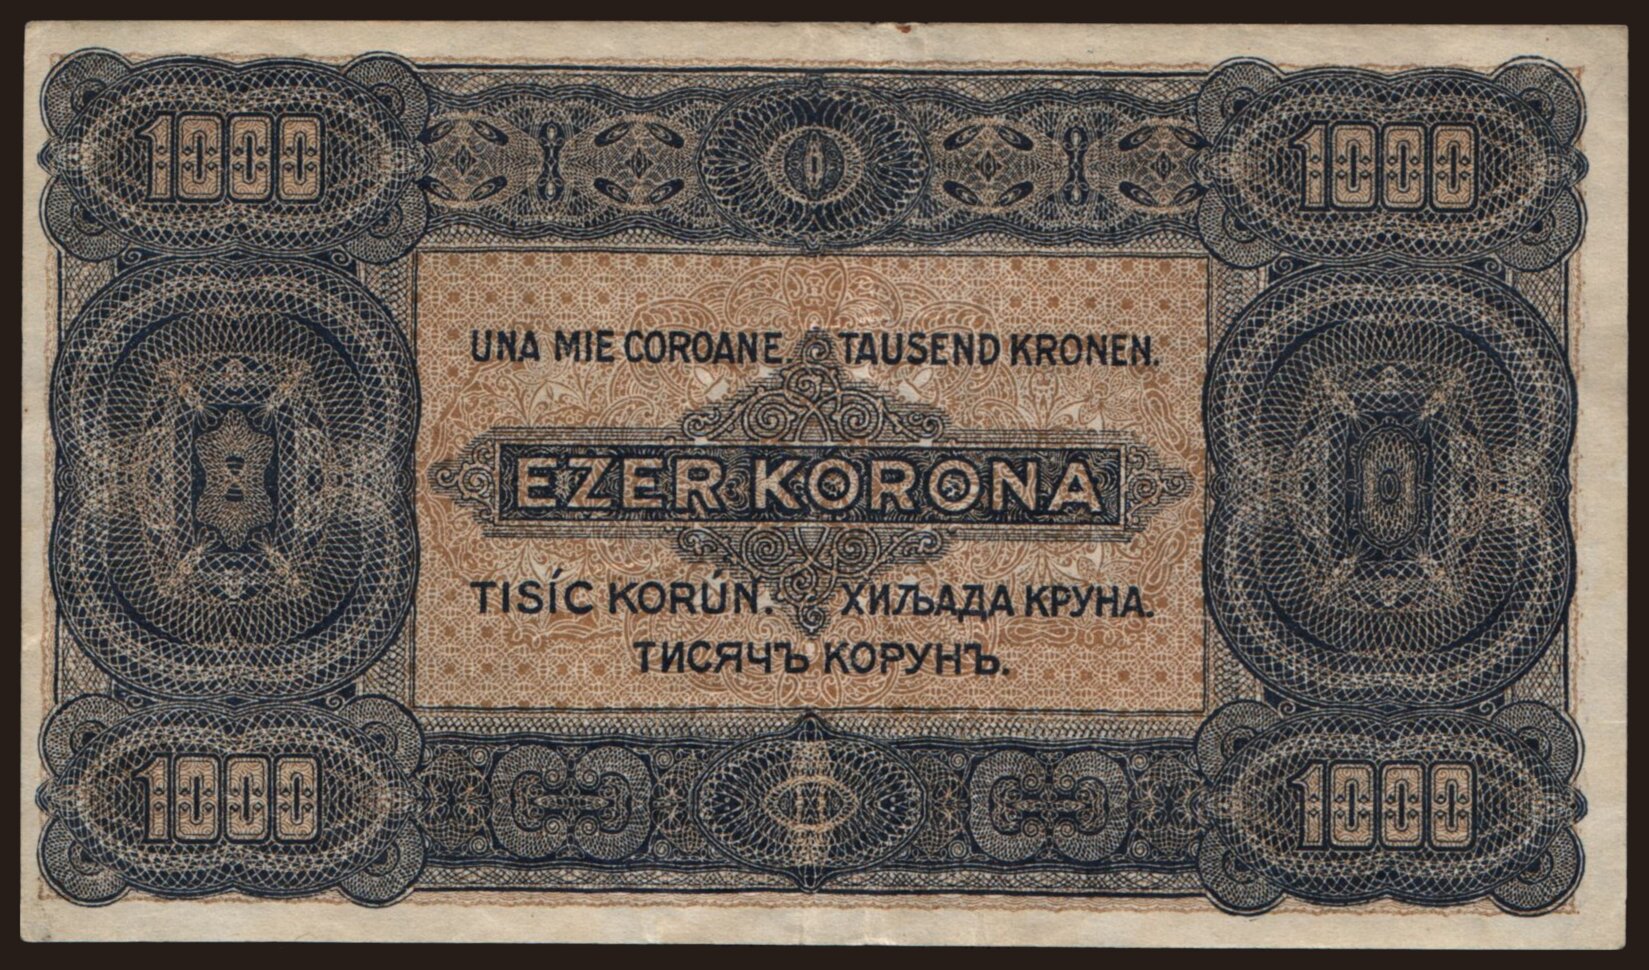 1000 1000
UNA MIE COROANE. TAUSEND KRONEN.
EZER KORONA
TISÍC KORÚN. ХИЉАДА КРУНА.
ТИСЯЧЪ КОРУНЪ.
1000 1000